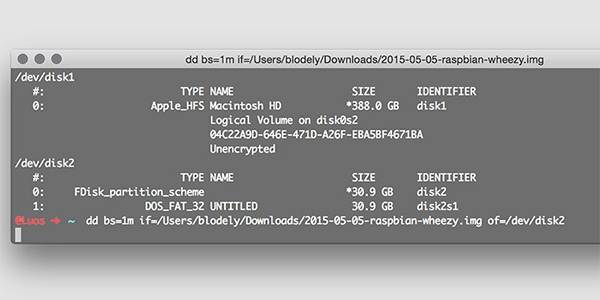 dd bs=1m if=/Users/blodely/Downloads/2015-05-05-raspbian-wheezy.img
/dev/disk1
#: TYPE NAME SIZE IDENTIFIER
0: Apple_HFS Macintosh HD *388.0 GB disk1
Logical Volume on disk0s2
04C22A9D-646E-471D-A26F-EBA5BF4671BA
Unencrypted
/dev/disk2
#: TYPE NAME SIZE IDENTIFIER
0: FDisk_partition_scheme *30.9 GB disk2
1: DOS_FAT_32 UNTITLED 30.9 GB disk2s1
@Luos ➜ ~ dd bs=1m if=/Users/blodely/Downloads/2015-05-05-raspbian-wheezy.img of=/dev/disk2